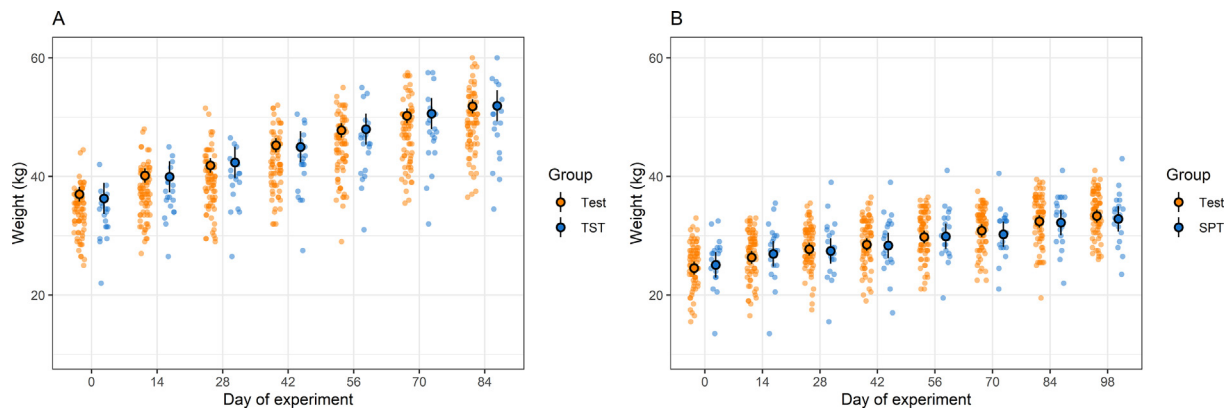 A
Weight (kg)
60
40
20
0 14 28 42 56 70 84
Day of experiment
Group
Test
TST
B
Weight (kg)
60
40
20
0 14 28 42 56 70 84 98
Day of experiment
Group
Test
SPT